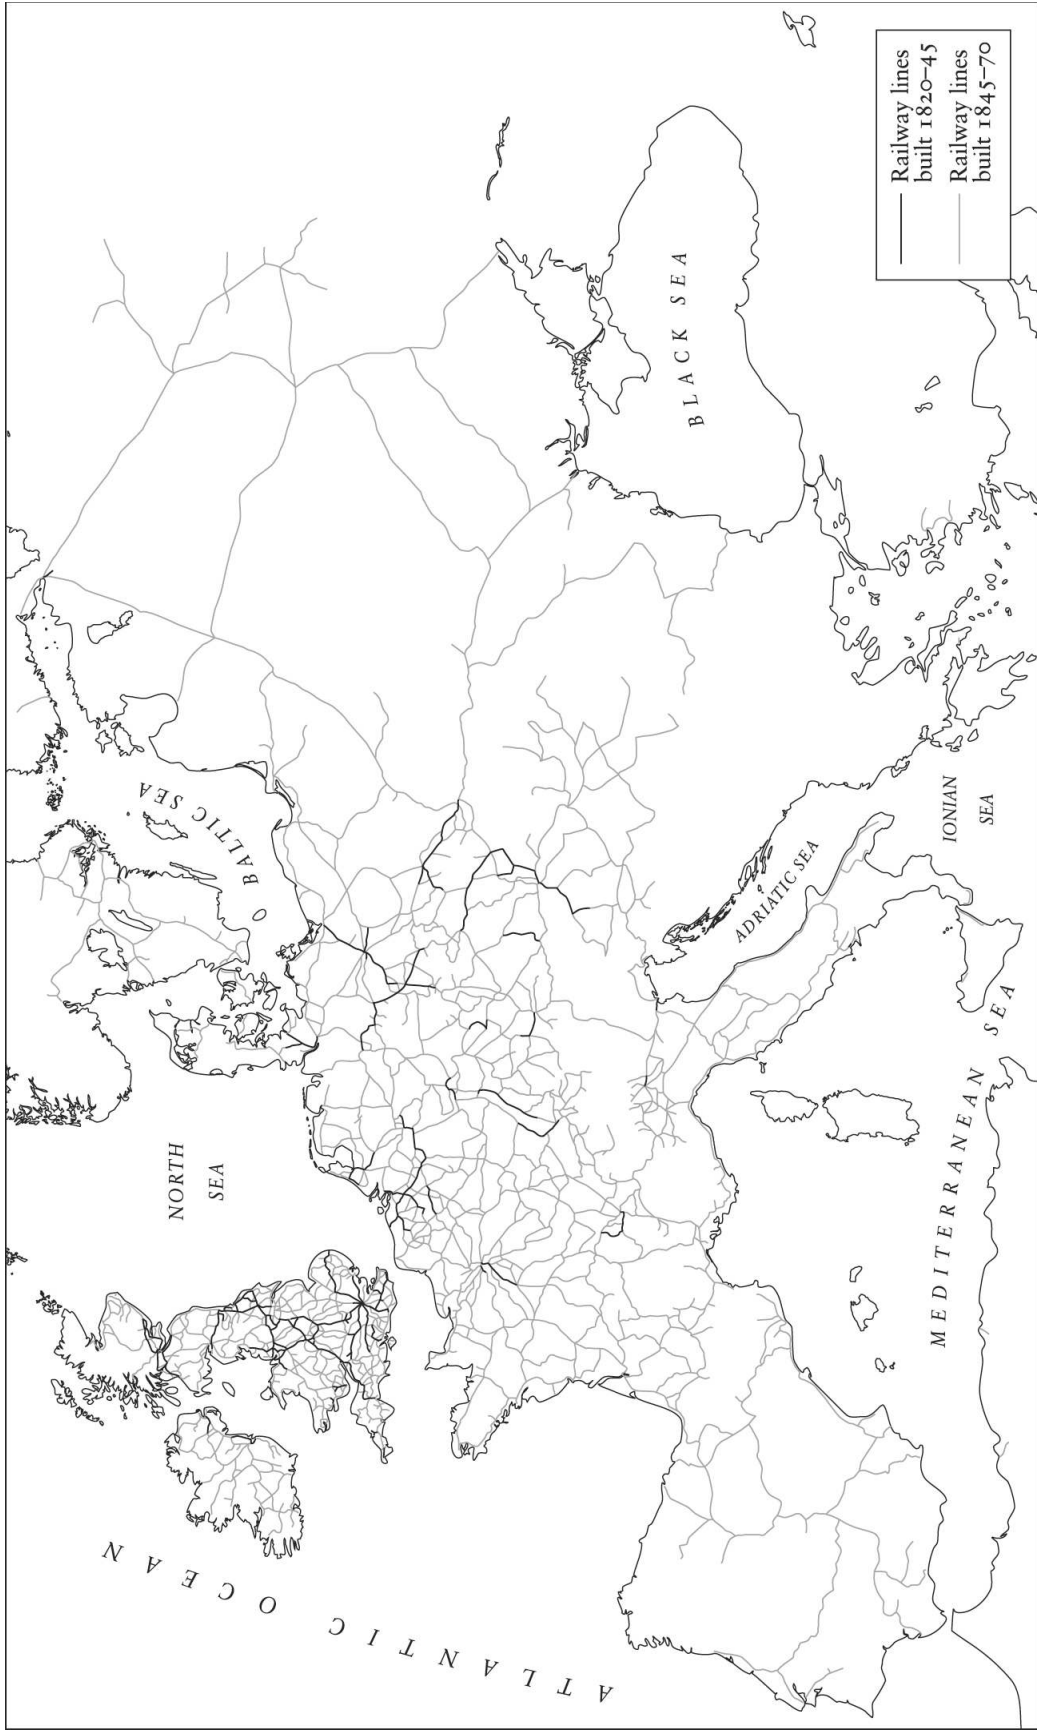 ATLANTIC OCEAN
NORTH
SEA
BALTIC SEA
BLACK SEA
ADRIATIC SEA
IONIAN
SEA
MEDITERRANEAN SEA
Railway lines
built 1820–45
Railway lines
built 1845–70